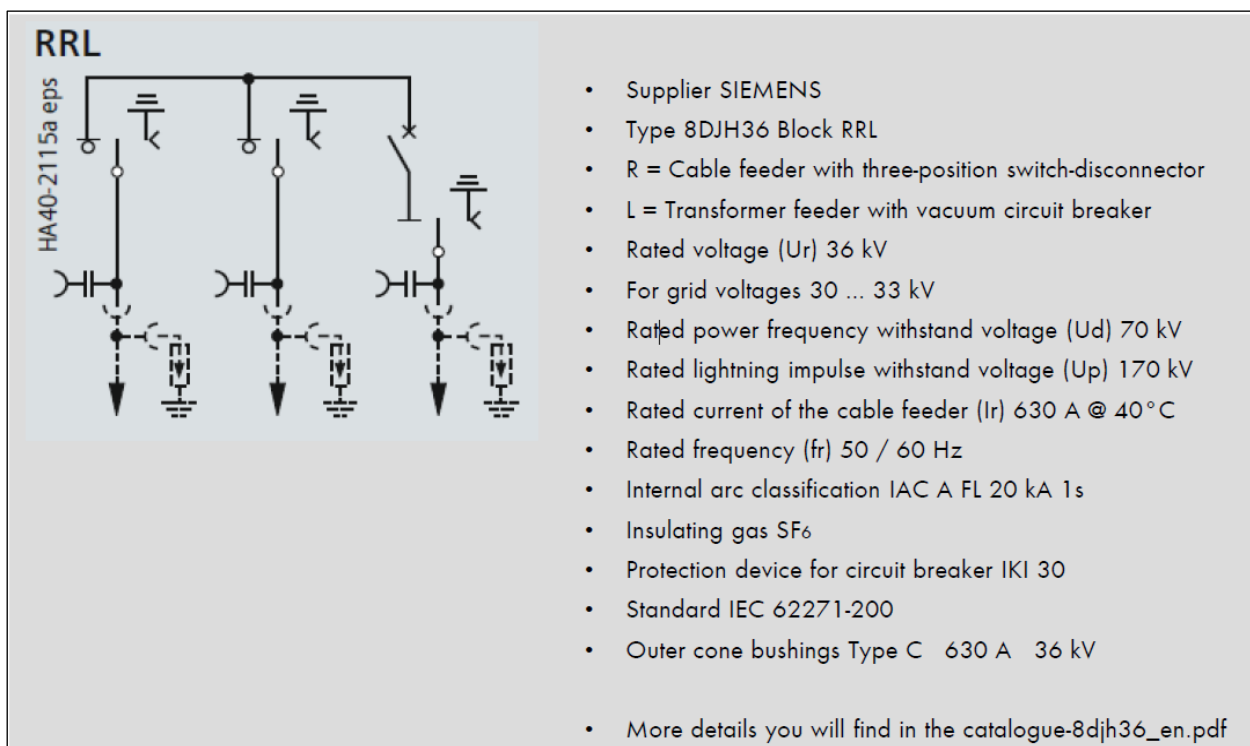 RRL
HA40-2115a eps
• Supplier SIEMENS
• Type 8DJH36 Block RRL
• R = Cable feeder with three-position switch-disconnector
• L = Transformer feeder with vacuum circuit breaker
• Rated voltage (Ur) 36 kV
• For grid voltages 30 ... 33 kV
• Rated power frequency withstand voltage (Ud) 70 kV
• Rated lightning impulse withstand voltage (Up) 170 kV
• Rated current of the cable feeder (Ir) 630 A @ 40°C
• Rated frequency (fr) 50 / 60 Hz
• Internal arc classification IAC A FL 20 kA 1s
• Insulating gas SF₆
• Protection device for circuit breaker IKI 30
• Standard IEC 62271-200
• Outer cone bushings Type C 630 A 36 kV
• More details you will find in the catalogue-8djh36_en.pdf